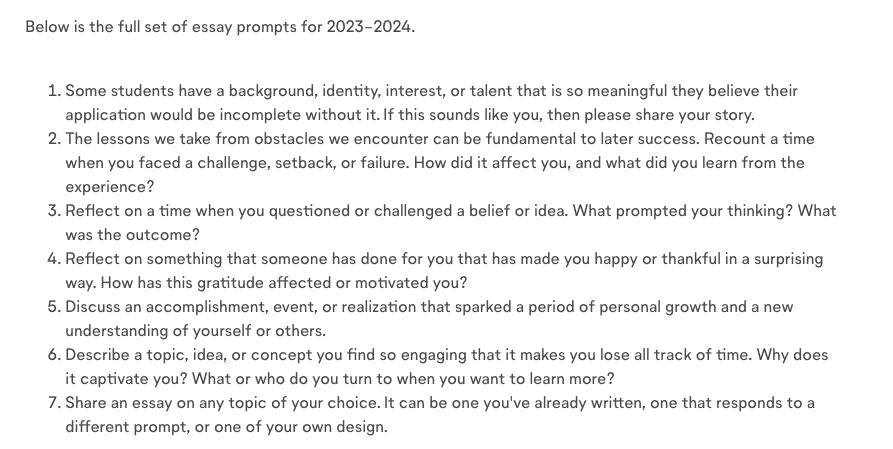 Below is the full set of essay prompts for 2023–2024.
1. Some students have a background, identity, interest, or talent that is so meaningful they believe their
application would be incomplete without it. If this sounds like you, then please share your story.
2. The lessons we take from obstacles we encounter can be fundamental to later success. Recount a time
when you faced a challenge, setback, or failure. How did it affect you, and what did you learn from the
experience?
3. Reflect on a time when you questioned or challenged a belief or idea. What prompted your thinking? What
was the outcome?
4. Reflect on something that someone has done for you that has made you happy or thankful in a surprising
way. How has this gratitude affected or motivated you?
5. Discuss an accomplishment, event, or realization that sparked a period of personal growth and a new
understanding of yourself or others.
6. Describe a topic, idea, or concept you find so engaging that it makes you lose all track of time. Why does
it captivate you? What or who do you turn to when you want to learn more?
7. Share an essay on any topic of your choice. It can be one you've already written, one that responds to a
different prompt, or one of your own design.